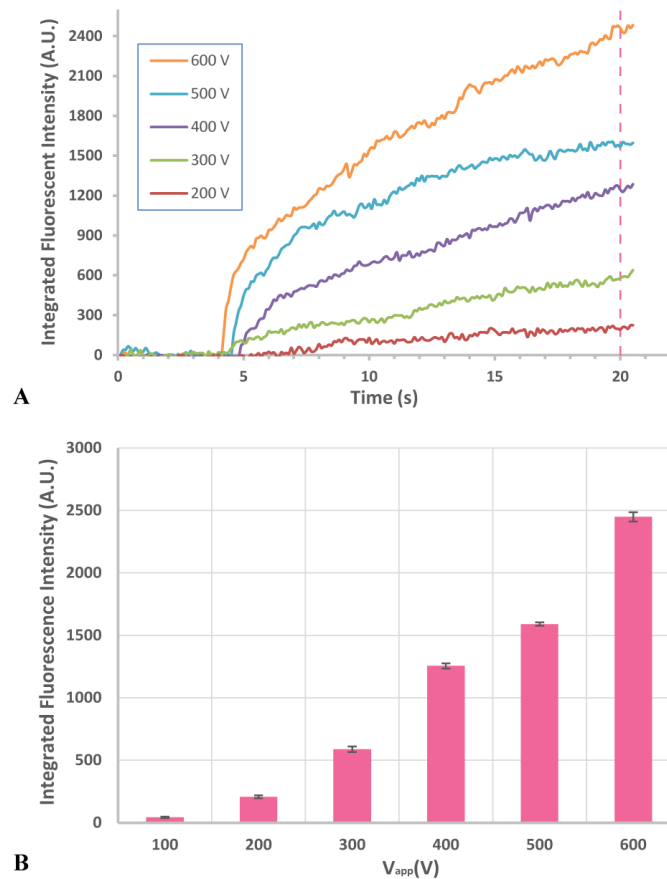 Integrated Fluorescent Intensity (A.U.)
2400
2100
1800
1500
1200
900
600
300
0
600 V
500 V
400 V
300 V
200 V
0 5 10 15 20
Time (s)
A
Integrated Fluorescence Intensity (A.U.)
3000
2500
2000
1500
1000
500
0
100 200 300 400 500 600
Vapp(V)
B